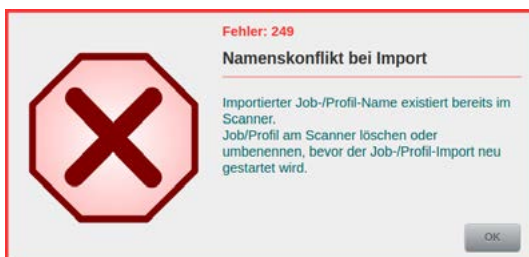 Fehler: 249
Namenskonflikt bei Import
Importierter Job-/Profil-Name existiert bereits im
Scanner.
Job/Profil am Scanner löschen oder
umbenennen, bevor der Job-/Profil-Import neu
gestartet wird.
OK